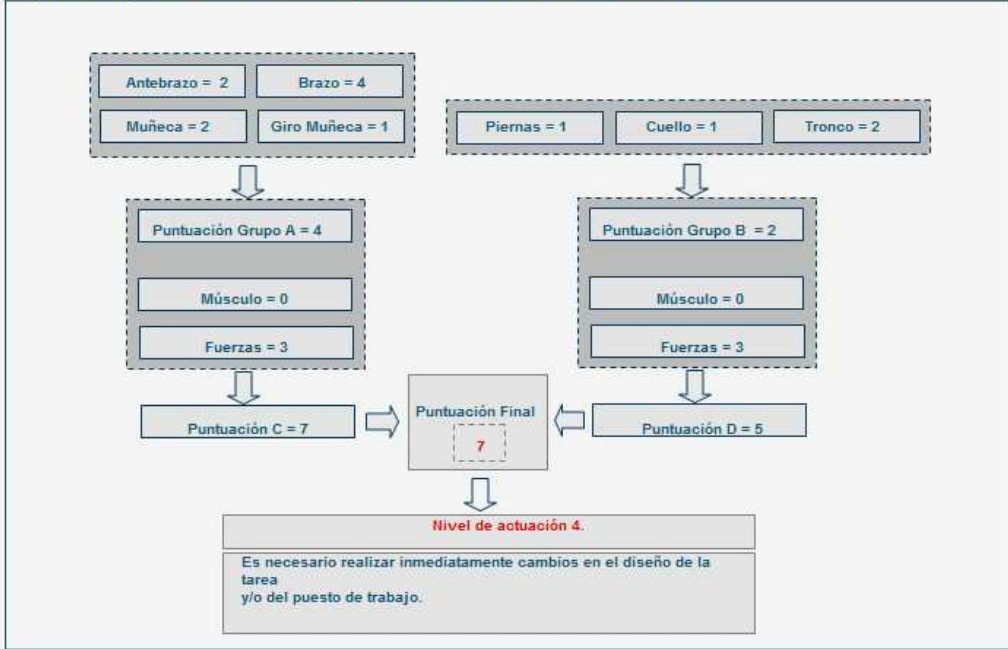 Antebrazo = 2
Brazo = 4
Muñeca = 2
Giro Muñeca = 1
Piernas = 1
Cuello = 1
Tronco = 2
Puntuación Grupo A = 4
Músculo = 0
Fuerzas = 3
Puntuación Grupo B = 2
Músculo = 0
Fuerzas = 3
Puntuación C = 7
Puntuación Final
7
Puntuación D = 5
Nivel de actuación 4.
Es necesario realizar inmediatamente cambios en el diseño de la
tarea
y/o del puesto de trabajo.